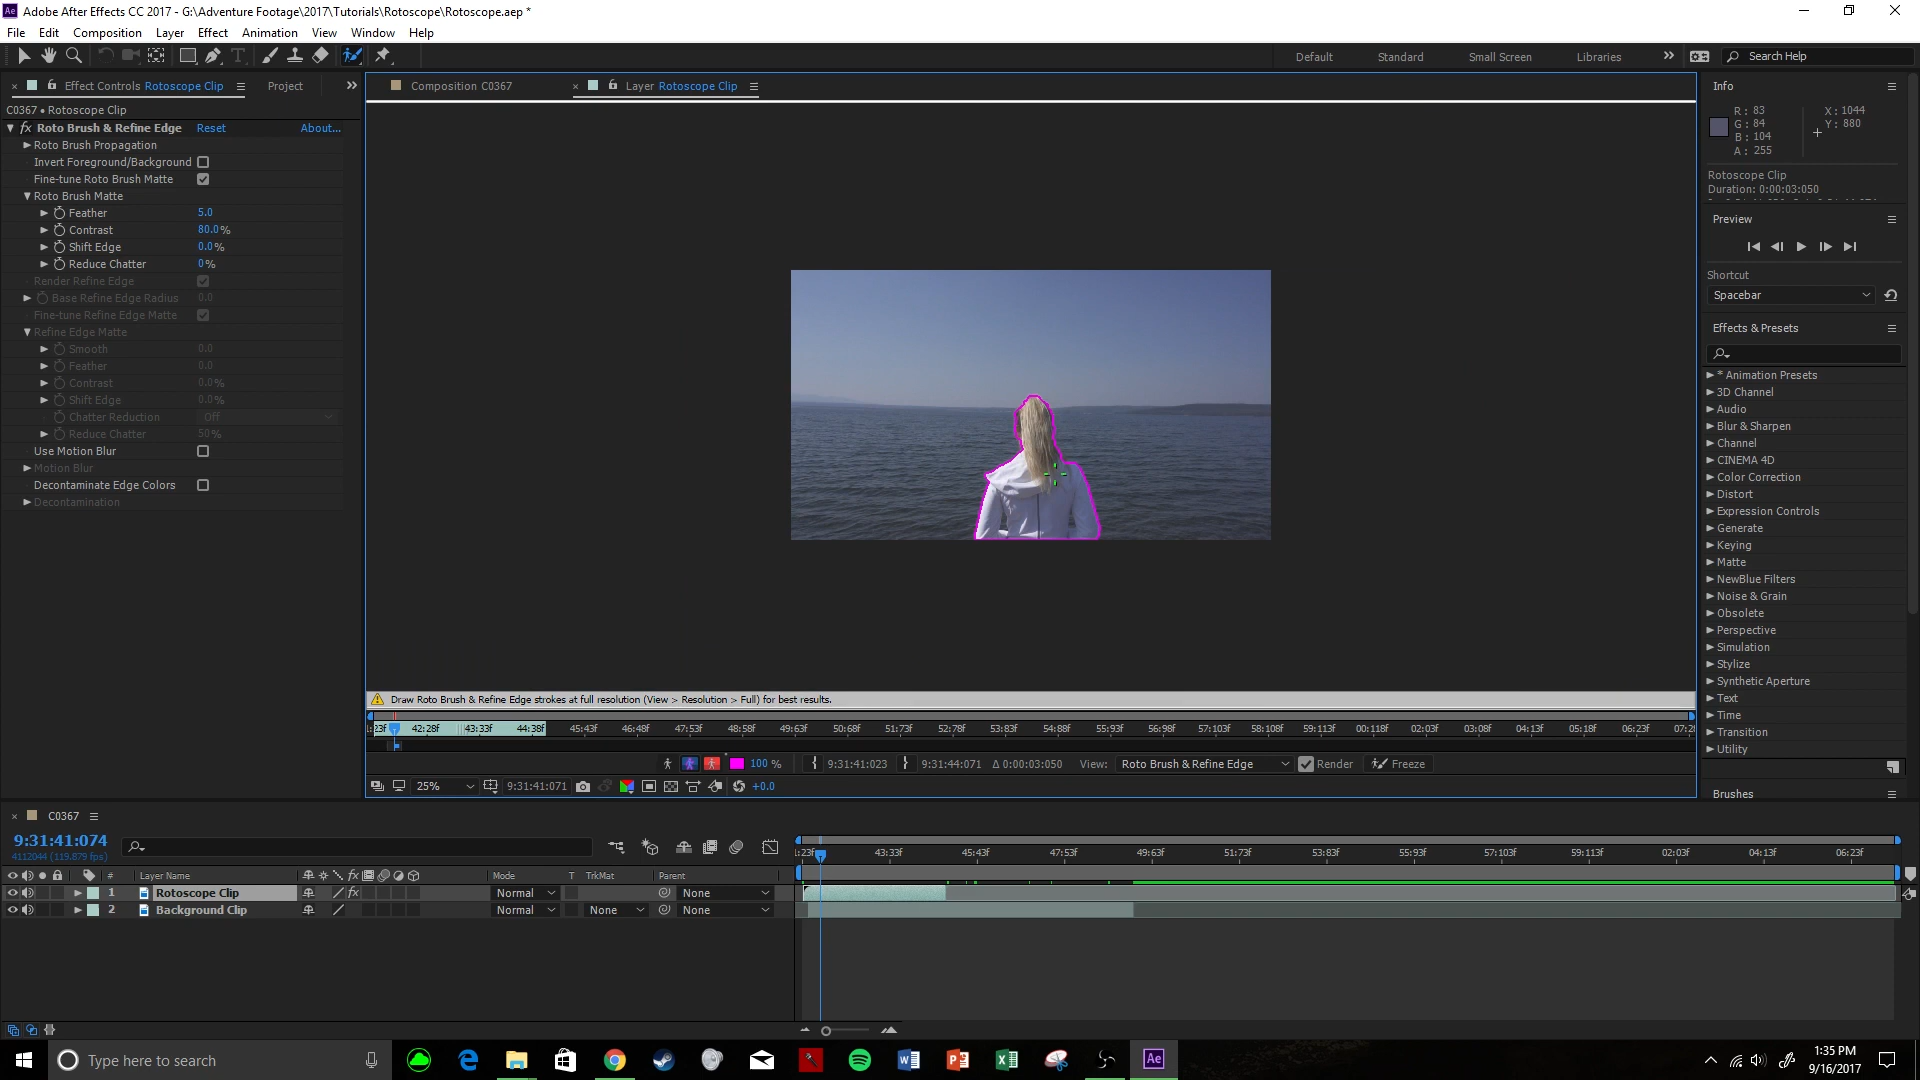 Adobe After Effects CC 2017 - G:\Adventure Footage\2017\Tutorials\Rotoscope\Rotoscope.aep *
File Edit Composition Layer Effect Animation View Window Help
Default Standard Small Screen Libraries Search Help
Effect Controls Rotoscope Clip Project
C0367 • Rotoscope Clip
fx Roto Brush & Refine Edge Reset About...
Roto Brush Propagation
Invert Foreground/Background
Fine-tune Roto Brush Matte
Roto Brush Matte
Feather 5.0
Contrast 80.0%
Shift Edge 0.0%
Reduce Chatter 0%
Render Refine Edge
Base Refine Edge Radius 0.0
Fine-tune Refine Edge Matte
Refine Edge Matte
Smooth 0.0
Feather 0.0
Contrast 0.0%
Shift Edge 0.0%
Chatter Reduction Off
Reduce Chatter 50%
Use Motion Blur
Motion Blur
Decontaminate Edge Colors
Decontamination
Composition C0367 Layer Rotoscope Clip
Draw Roto Brush & Refine Edge strokes at full resolution (View > Resolution > Full) for best results.
42:28f 43:33f 44:38f 45:43f 46:48f 47:53f 48:58f 49:63f 50:68f 51:73f 52:78f 53:83f 54:88f 55:93f 56:98f 57:103f 58:108f 59:113f 00:118f 02:03f 03:08f 04:13f 05:18f 06:23f
100 % 9:31:41:023 9:31:44:071 Δ 0:00:03:050 View: Roto Brush & Refine Edge Render Freeze
25% 9:31:41:071 +0.0
Info
R: 83 X: 1044
G: 84 Y: 880
B: 104
A: 255
Rotoscope Clip
Duration: 0:00:03:050
Preview
Shortcut
Spacebar
Effects & Presets
* Animation Presets
3D Channel
Audio
Blur & Sharpen
Channel
CINEMA 4D
Color Correction
Distort
Expression Controls
Generate
Keying
Matte
NewBlue Filters
Noise & Grain
Obsolete
Perspective
Simulation
Stylize
Synthetic Aperture
Text
Time
Transition
Utility
Brushes
C0367
9:31:41:074
4112044 (119.879 fps)
:23f 43:33f 45:43f 47:53f 49:63f 51:73f 53:83f 55:93f 57:103f 59:113f 02:03f 04:13f 06:23f
# Layer Name fx Mode T TrkMat Parent
1 Rotoscope Clip fx Normal None
2 Background Clip Normal None None
Type here to search Ae
1:35 PM
9/16/2017